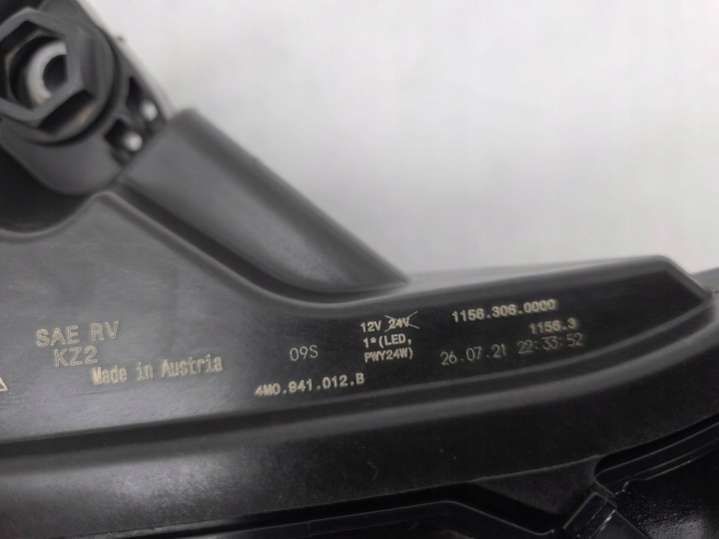 SAE RV
KZ2
Made in Austria
09S
12V 24V
1*(LED,
PWY24W)
4M0.941.012.B
1156.306.0000
1156.3
26.07.21 22:33:52